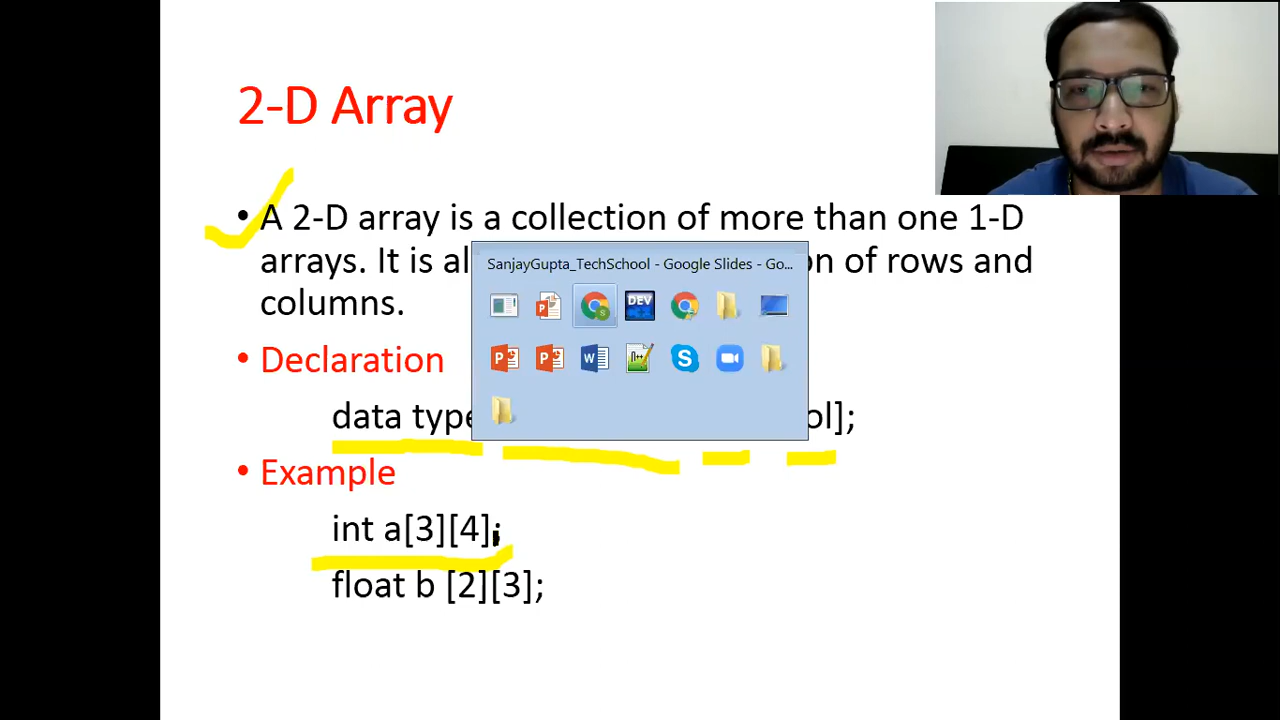 2-D Array
• A 2-D array is a collection of more than one 1-D
arrays. It is al on of rows and
columns.
SanjayGupta_TechSchool - Google Slides - Go...
DEV
• Declaration
data type ol];
• Example
int a[3][4];
float b [2][3];